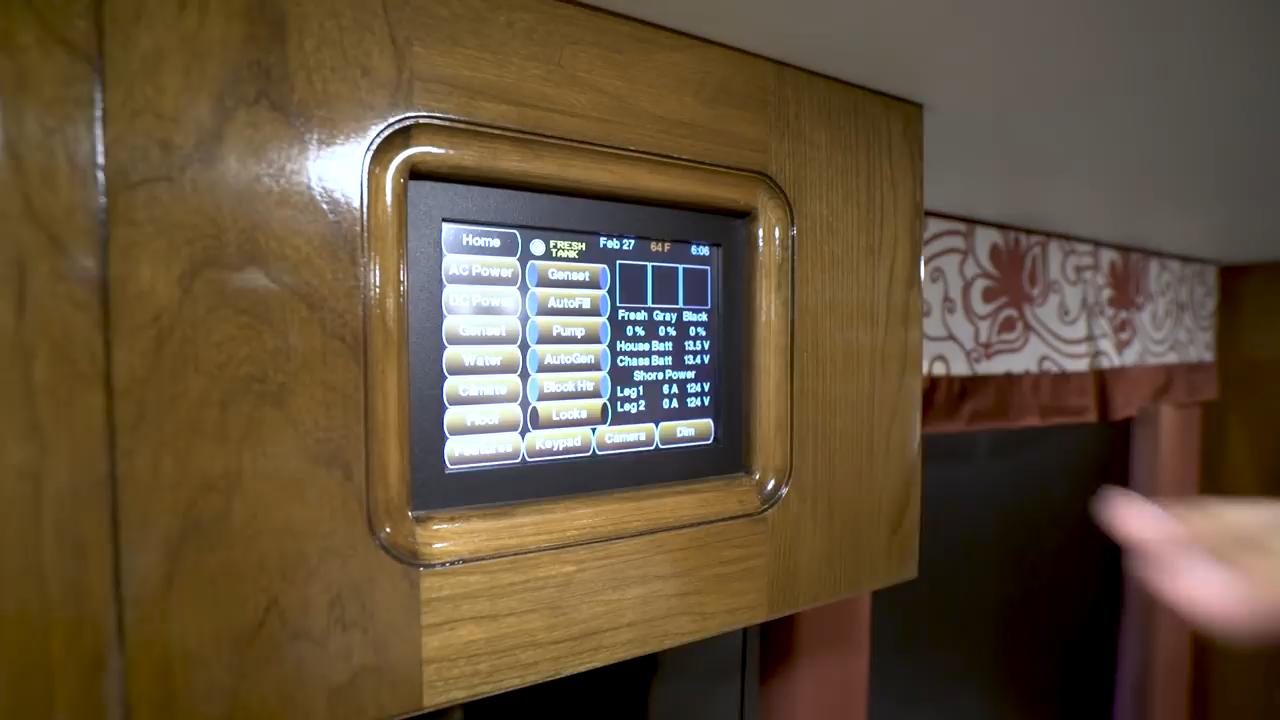 Home
AC Power
DC Power
Genset
Water
Climate
Floor
Features
FRESH
TANK
Genset
AutoFill
Pump
AutoGen
Block Htr
Locks
Keypad
Camera
Dim
Feb 27 64 F 6:06
Fresh Gray Black
0 % 0 % 0 %
House Batt 13.5 V
Chass Batt 13.4 V
Shore Power
Leg 1 6 A 124 V
Leg 2 0 A 124 V